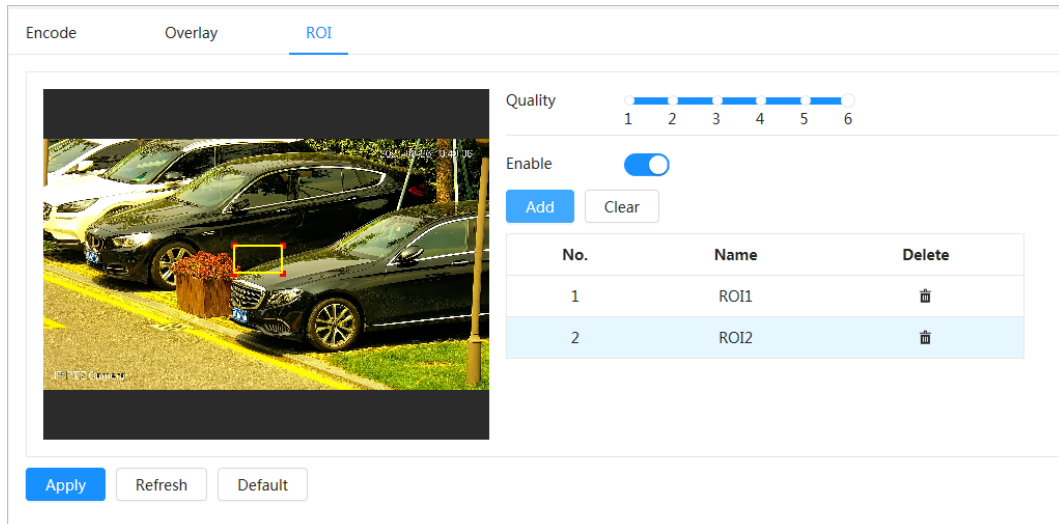 Encode Overlay ROI
Quality
1 2 3 4 5 6
Enable
Add Clear
No. Name Delete
1 ROI1
2 ROI2
Camera
Apply Refresh Default